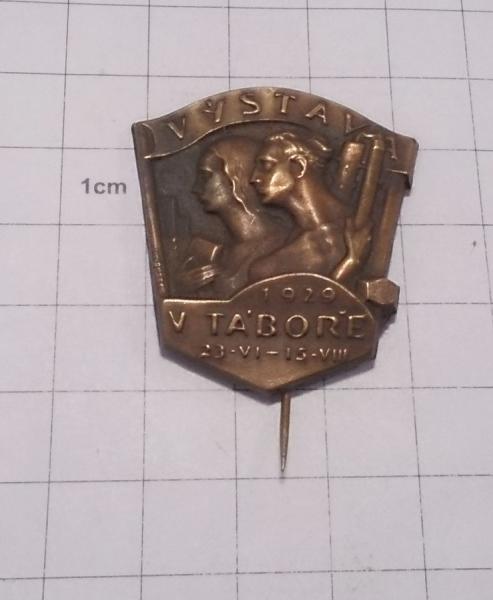 VÝSTAVA
1cm
1929
V TÁBOŘE
23·VI-15·VIII